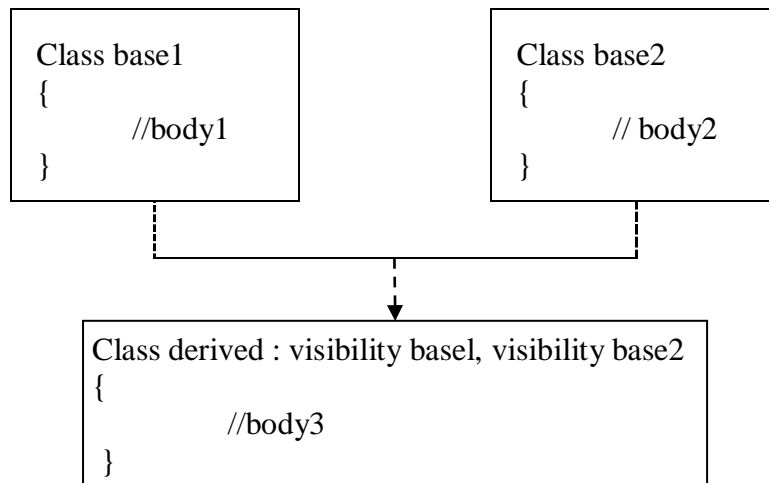 Class base1
{
//body1
}
Class base2
{
// body2
}
Class derived : visibility basel, visibility base2
{
//body3
}